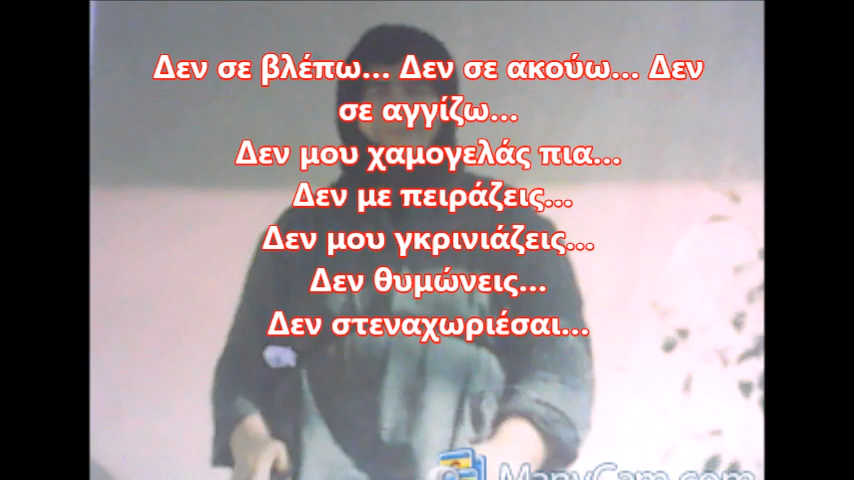 Δεν σε βλέπω... Δεν σε ακούω... Δεν
σε αγγίζω...
Δεν μου χαμογελάς πια...
Δεν με πειράζεις...
Δεν μου γκρινιάζεις...
Δεν θυμώνεις...
Δεν στεναχωριέσαι...
ManyCam.com